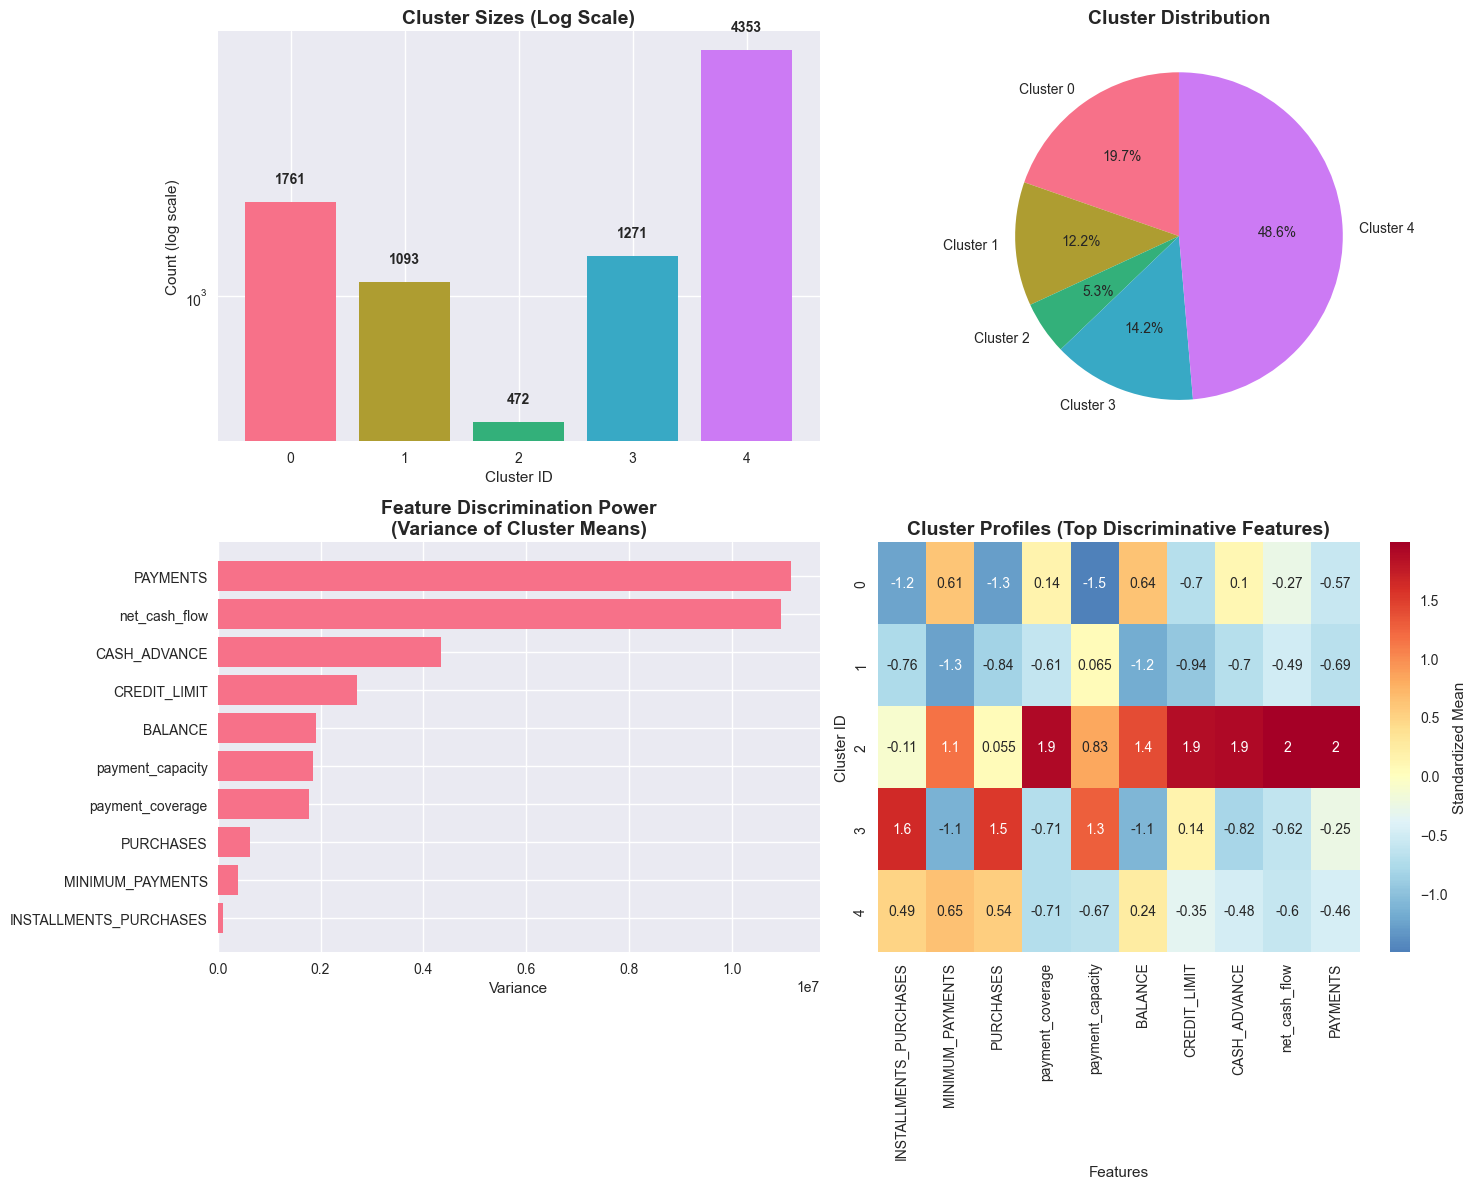 Cluster Sizes (Log Scale)
4353
1761
1271
1093
472
Count (log scale)
10³
0 1 2 3 4
Cluster ID
Cluster Distribution
Cluster 0
19.7%
Cluster 1
12.2%
Cluster 2
5.3%
Cluster 3
14.2%
Cluster 4
48.6%
Feature Discrimination Power
(Variance of Cluster Means)
PAYMENTS
net_cash_flow
CASH_ADVANCE
CREDIT_LIMIT
BALANCE
payment_capacity
payment_coverage
PURCHASES
MINIMUM_PAYMENTS
INSTALLMENTS_PURCHASES
0.0 0.2 0.4 0.6 0.8 1.0
1e7
Variance
Cluster Profiles (Top Discriminative Features)
Cluster ID
0 -1.2 0.61 -1.3 0.14 -1.5 0.64 -0.7 0.1 -0.27 -0.57
1 -0.76 -1.3 -0.84 -0.61 0.065 -1.2 -0.94 -0.7 -0.49 -0.69
2 -0.11 1.1 0.055 1.9 0.83 1.4 1.9 1.9 2 2
3 1.6 -1.1 1.5 -0.71 1.3 -1.1 0.14 -0.82 -0.62 -0.25
4 0.49 0.65 0.54 -0.71 -0.67 0.24 -0.35 -0.48 -0.6 -0.46
INSTALLMENTS_PURCHASES
MINIMUM_PAYMENTS
PURCHASES
payment_coverage
payment_capacity
BALANCE
CREDIT_LIMIT
CASH_ADVANCE
net_cash_flow
PAYMENTS
Features
1.5
1.0
0.5
0.0
−0.5
−1.0
Standardized Mean